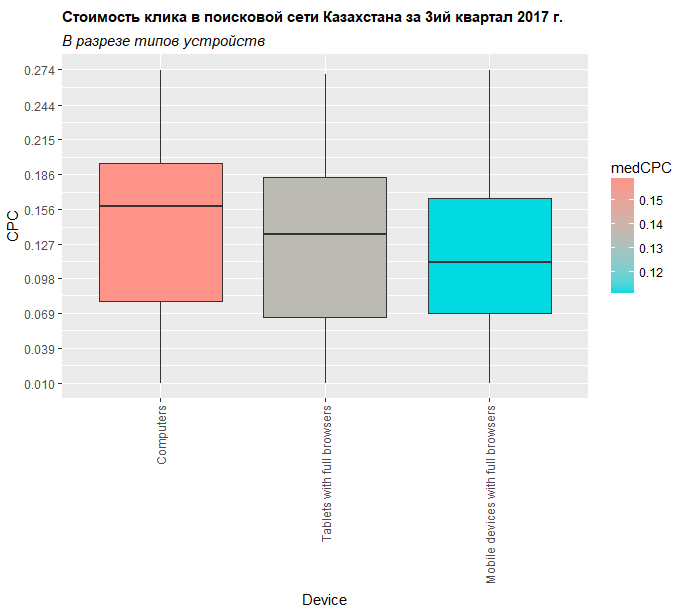 Стоимость клика в поисковой сети Казахстана за 3ий квартал 2017 г.
В разрезе типов устройств
CPC
0.274
0.244
0.215
0.186
0.156
0.127
0.098
0.069
0.039
0.010
Computers
Tablets with full browsers
Mobile devices with full browsers
Device
medCPC
0.15
0.14
0.13
0.12